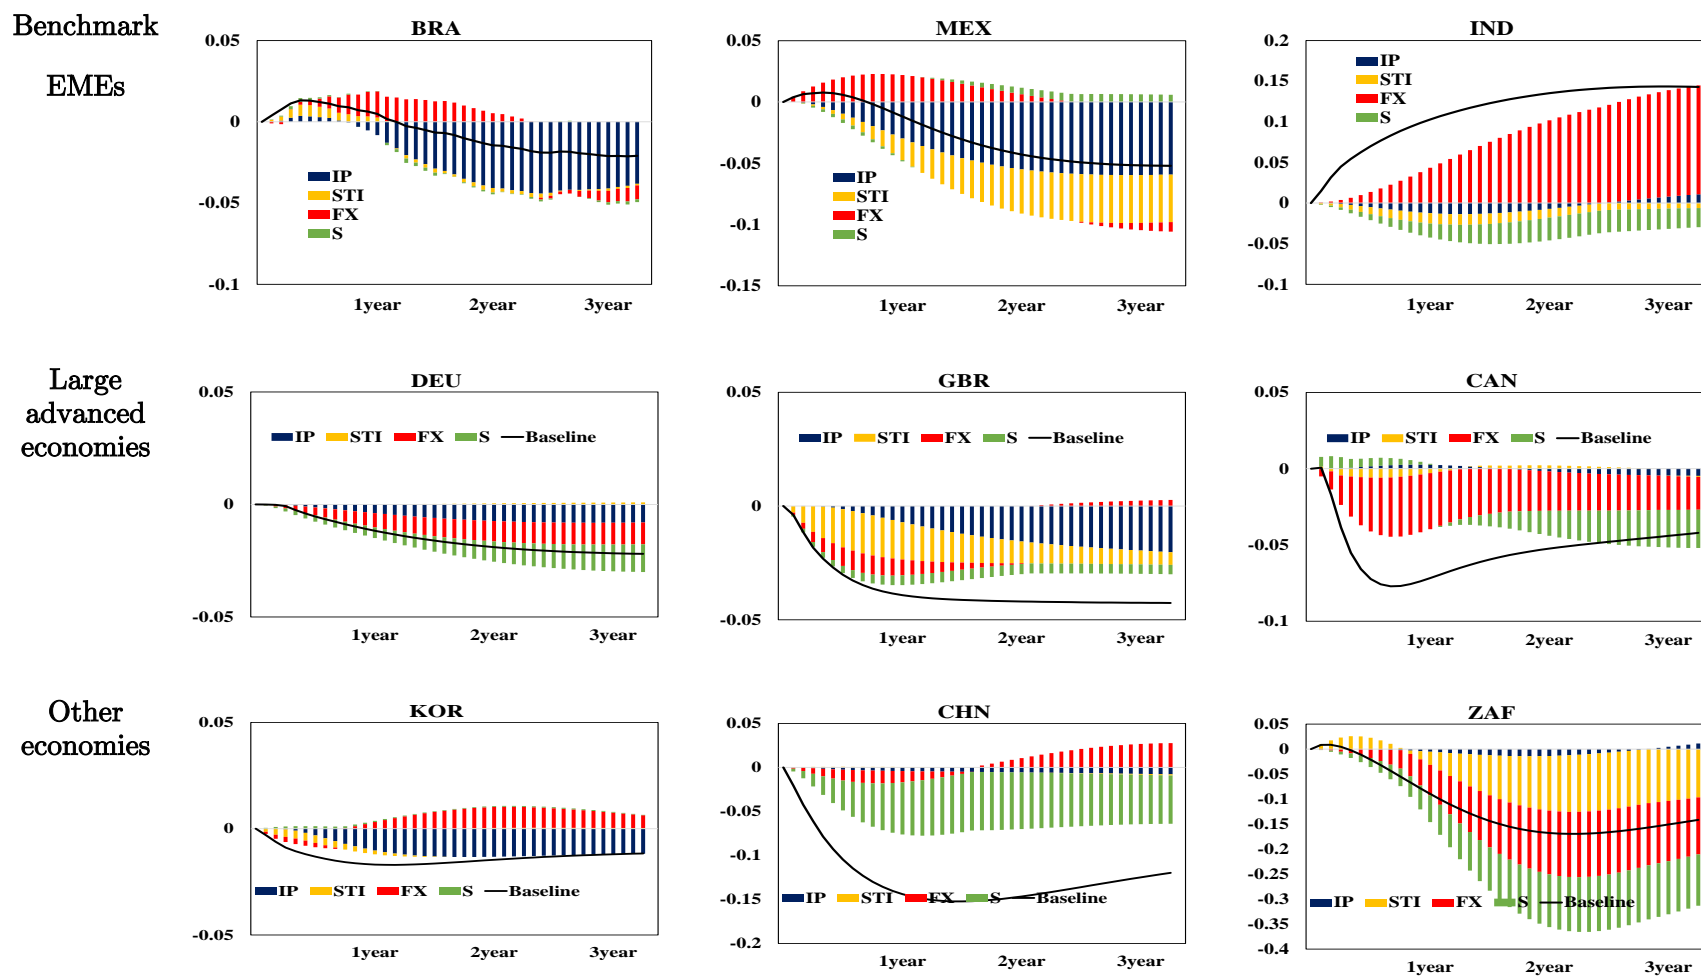 Benchmark
EMEs
BRA
0.05
0
-0.05
-0.1
IP
STI
FX
S
1year 2year 3year
MEX
0.05
0
-0.05
-0.1
-0.15
IP
STI
FX
S
1year 2year 3year
IND
0.2
0.15
0.1
0.05
0
-0.05
-0.1
IP
STI
FX
S
1year 2year 3year
Large
advanced
economies
DEU
0.05
0
-0.05
IP STI FX S Baseline
1year 2year 3year
GBR
0.05
0
-0.05
IP STI FX S Baseline
1year 2year 3year
CAN
0.05
0
-0.05
-0.1
IP STI FX S Baseline
1year 2year 3year
Other
economies
KOR
0.05
0
-0.05
IP STI FX S Baseline
1year 2year 3year
CHN
0.05
0
-0.05
-0.1
-0.15
-0.2
IP STI FX S Baseline
1year 2year 3year
ZAF
0.05
0
-0.05
-0.1
-0.15
-0.2
-0.25
-0.3
-0.35
-0.4
IP STI FX S Baseline
1year 2year 3year